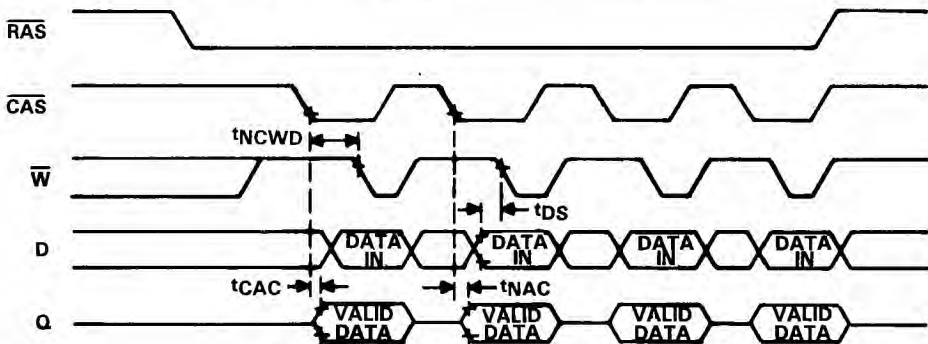 RAS
CAS
tNCWD
W
tDS
D
DATA IN
DATA IN
DATA IN
DATA IN
tCAC
tNAC
Q
VALID DATA
VALID DATA
VALID DATA
VALID DATA